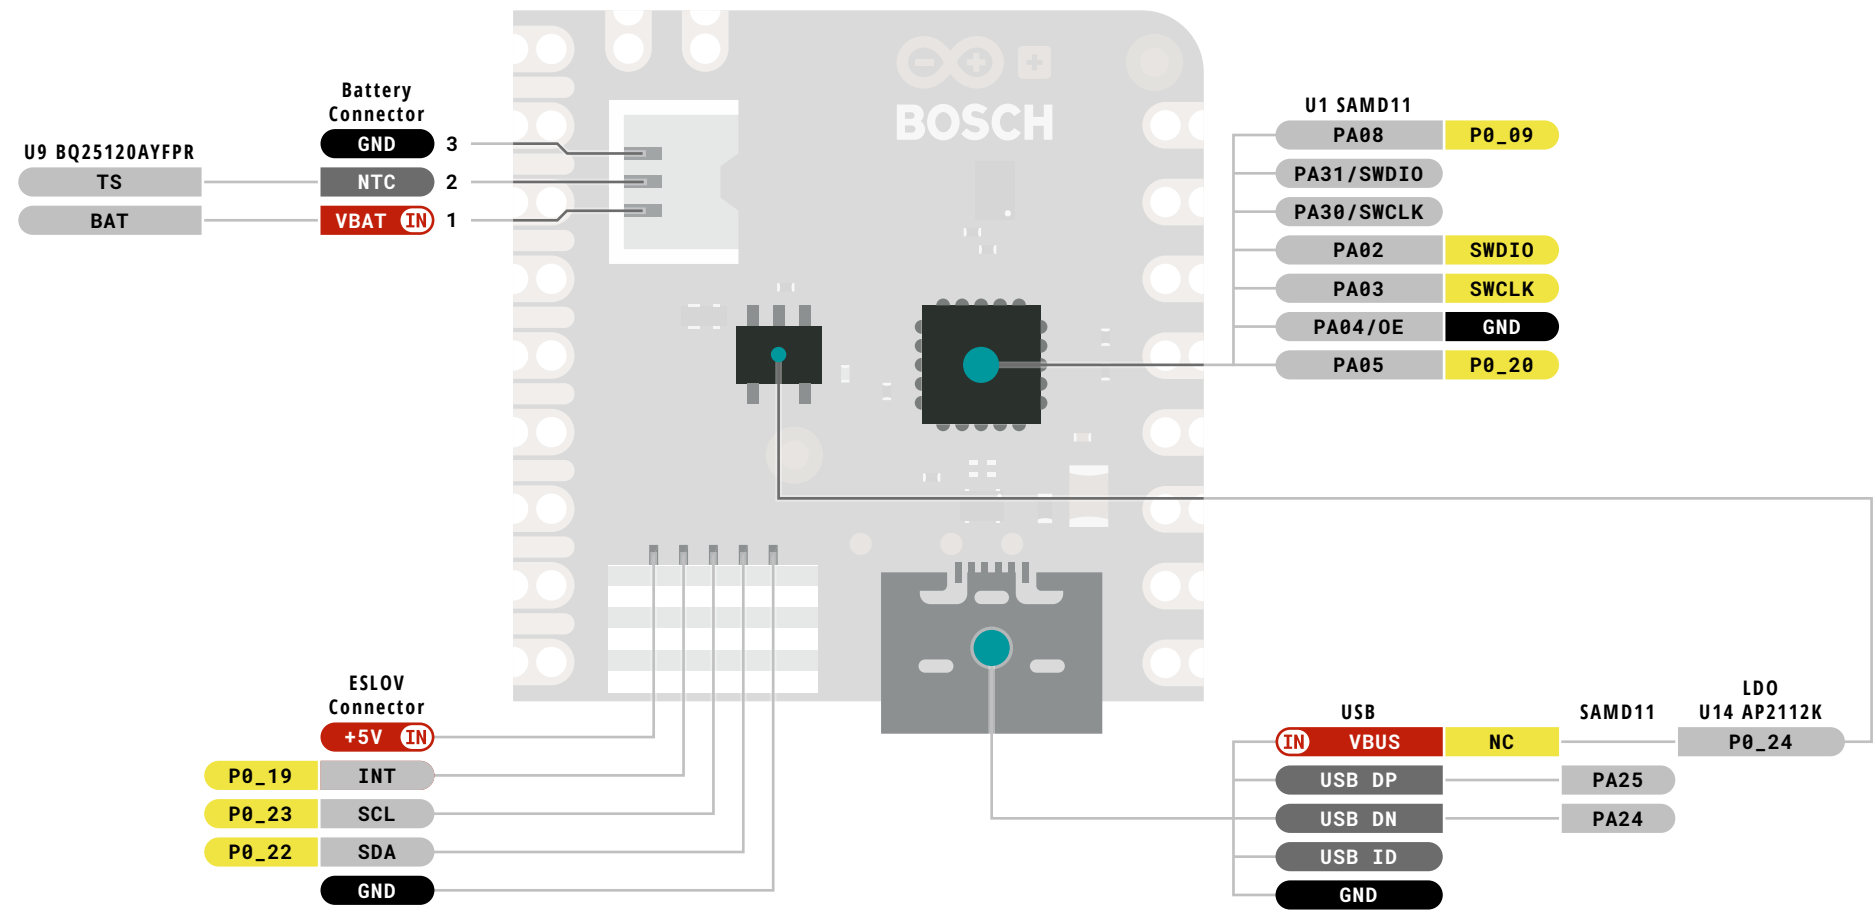 Battery
Connector
GND 3
U9 BQ25120AYFPR
TS NTC 2
BAT VBAT IN 1
BOSCH
U1 SAMD11
PA08 P0_09
PA31/SWDIO
PA30/SWCLK
PA02 SWDIO
PA03 SWCLK
PA04/OE GND
PA05 P0_20
ESLOV
Connector
+5V IN
P0_19 INT
P0_23 SCL
P0_22 SDA
GND
USB SAMD11 LDO
U14 AP2112K
IN VBUS NC P0_24
USB DP PA25
USB DN PA24
USB ID
GND